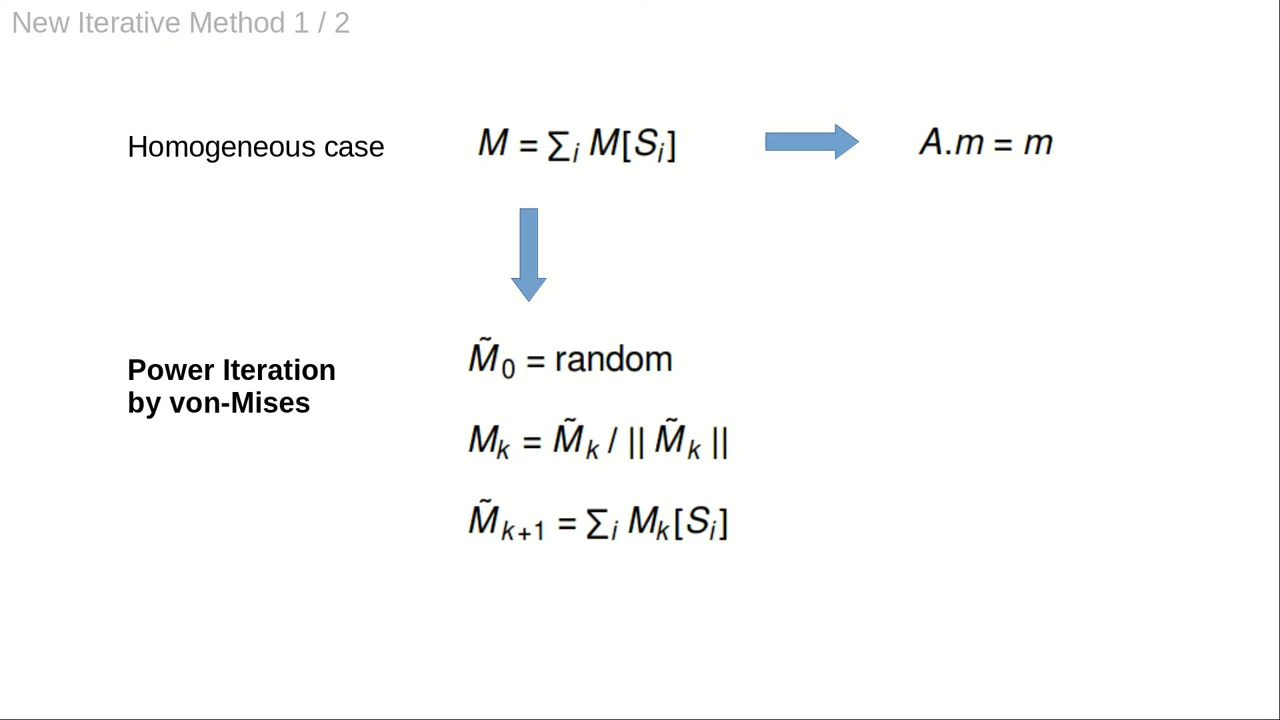 New Iterative Method 1 / 2
Homogeneous case M = ∑ᵢ M[Sᵢ] A.m = m
Power Iteration
by von-Mises
M̃₀ = random
Mₖ = M̃ₖ / || M̃ₖ ||
M̃ₖ₊₁ = ∑ᵢ Mₖ[Sᵢ]